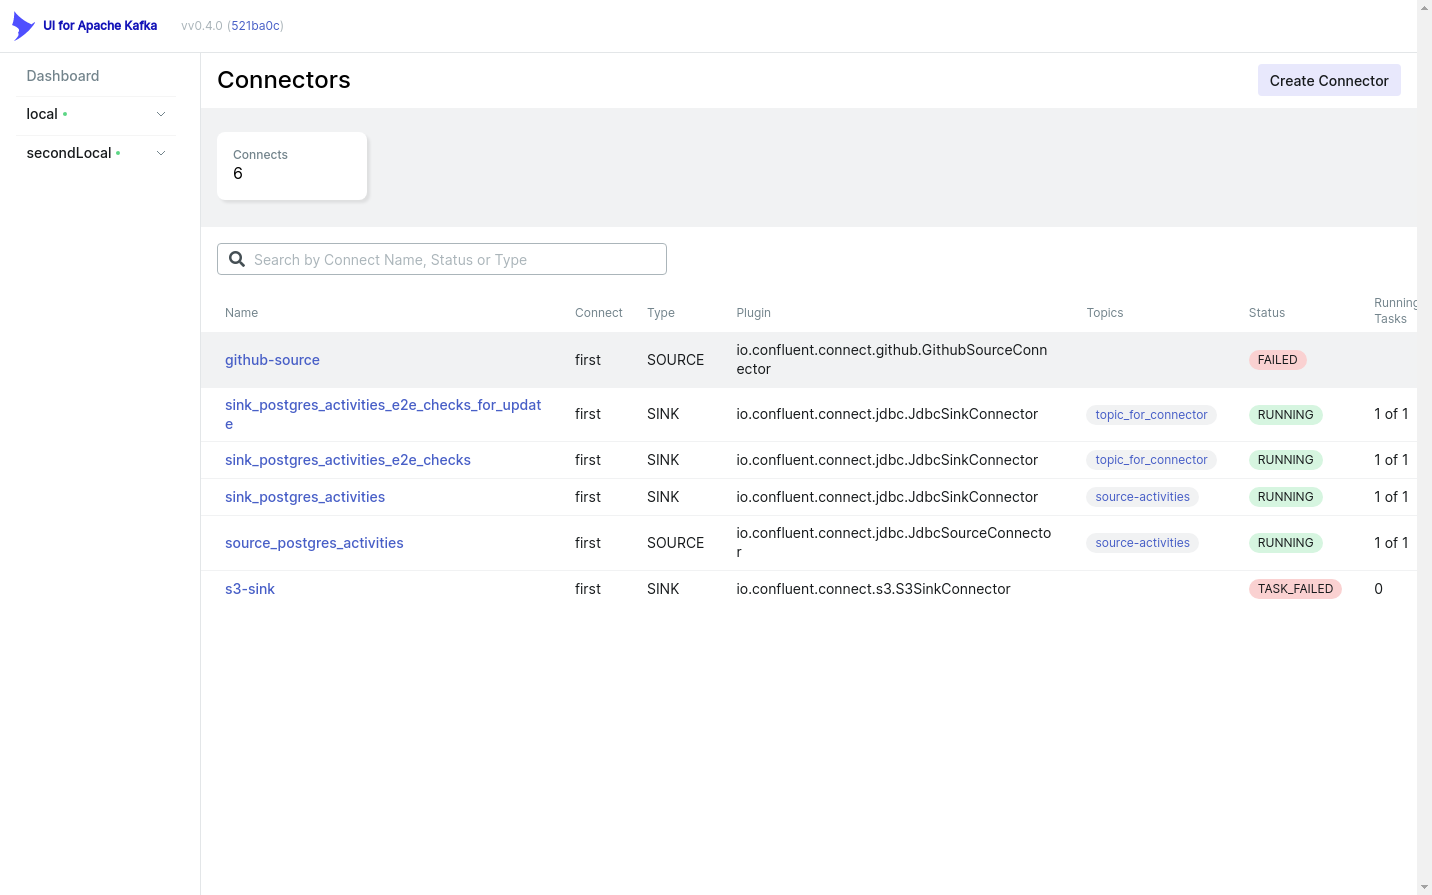 UI for Apache Kafka vv0.4.0 (521ba0c)
Dashboard
local
secondLocal
Connectors
Create Connector
Connects
6
Search by Connect Name, Status or Type
Name Connect Type Plugin Topics Status Running
Tasks
github-source first SOURCE io.confluent.connect.github.GithubSourceConn
ector FAILED
sink_postgres_activities_e2e_checks_for_updat
e first SINK io.confluent.connect.jdbc.JdbcSinkConnector topic_for_connector RUNNING 1 of 1
sink_postgres_activities_e2e_checks first SINK io.confluent.connect.jdbc.JdbcSinkConnector topic_for_connector RUNNING 1 of 1
sink_postgres_activities first SINK io.confluent.connect.jdbc.JdbcSinkConnector source-activities RUNNING 1 of 1
source_postgres_activities first SOURCE io.confluent.connect.jdbc.JdbcSourceConnecto
r source-activities RUNNING 1 of 1
s3-sink first SINK io.confluent.connect.s3.S3SinkConnector TASK_FAILED 0